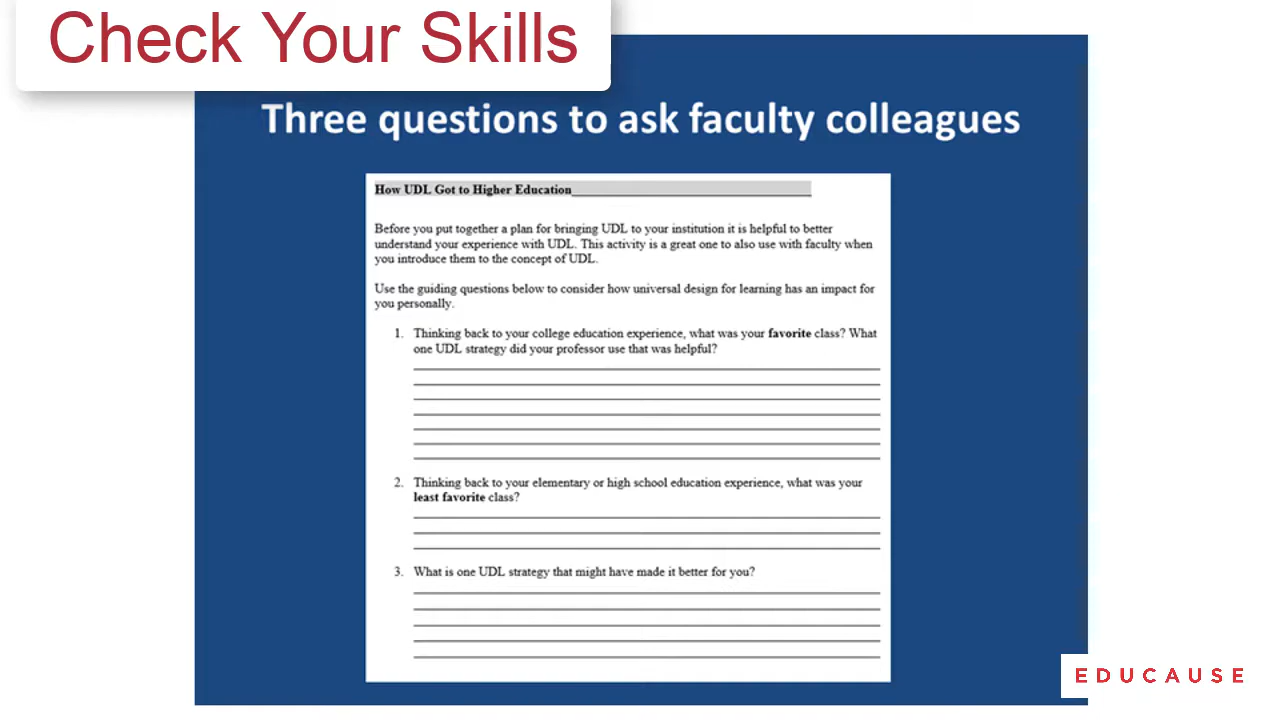 Check Your Skills
Three questions to ask faculty colleagues
How UDL Got to Higher Education
Before you put together a plan for bringing UDL to your institution it is helpful to better
understand your experience with UDL. This activity is a great one to also use with faculty when
you introduce them to the concept of UDL.
Use the guiding questions below to consider how universal design for learning has an impact for
you personally.
1. Thinking back to your college education experience, what was your favorite class? What
one UDL strategy did your professor use that was helpful?
2. Thinking back to your elementary or high school education experience, what was your
least favorite class?
3. What is one UDL strategy that might have made it better for you?
EDUCAUSE